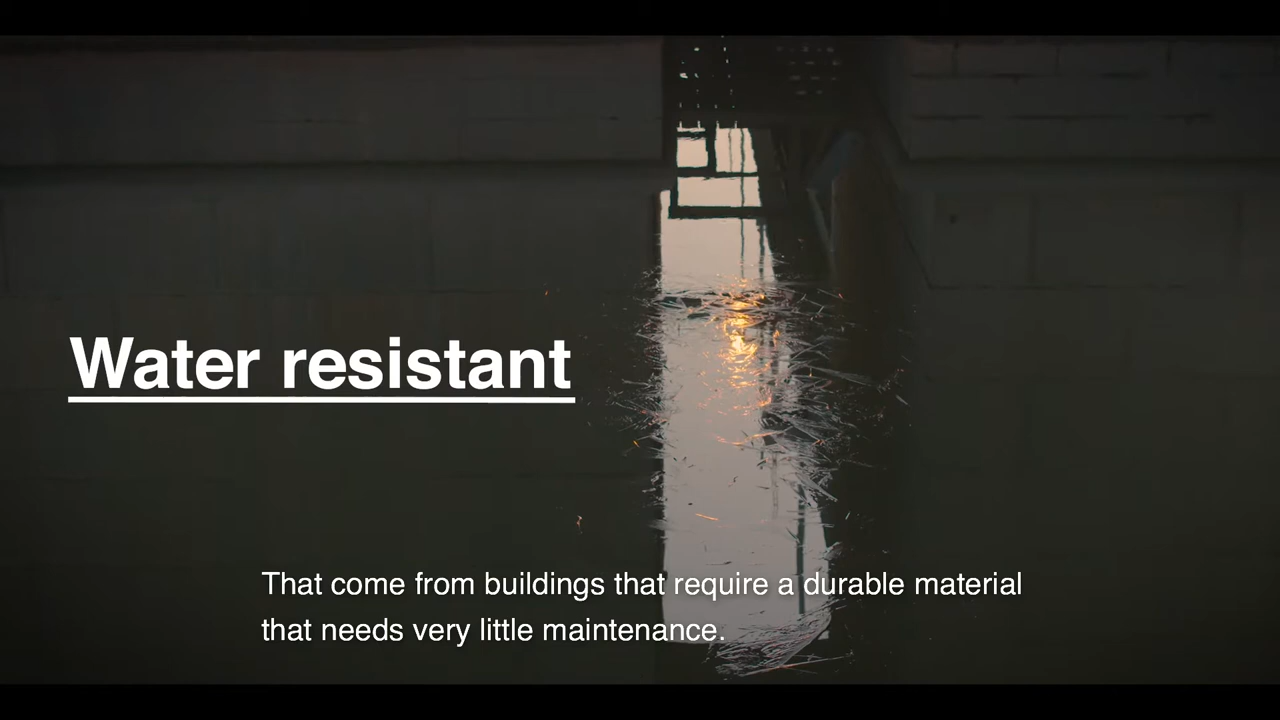 Water resistant
That come from buildings that require a durable material
that needs very little maintenance.